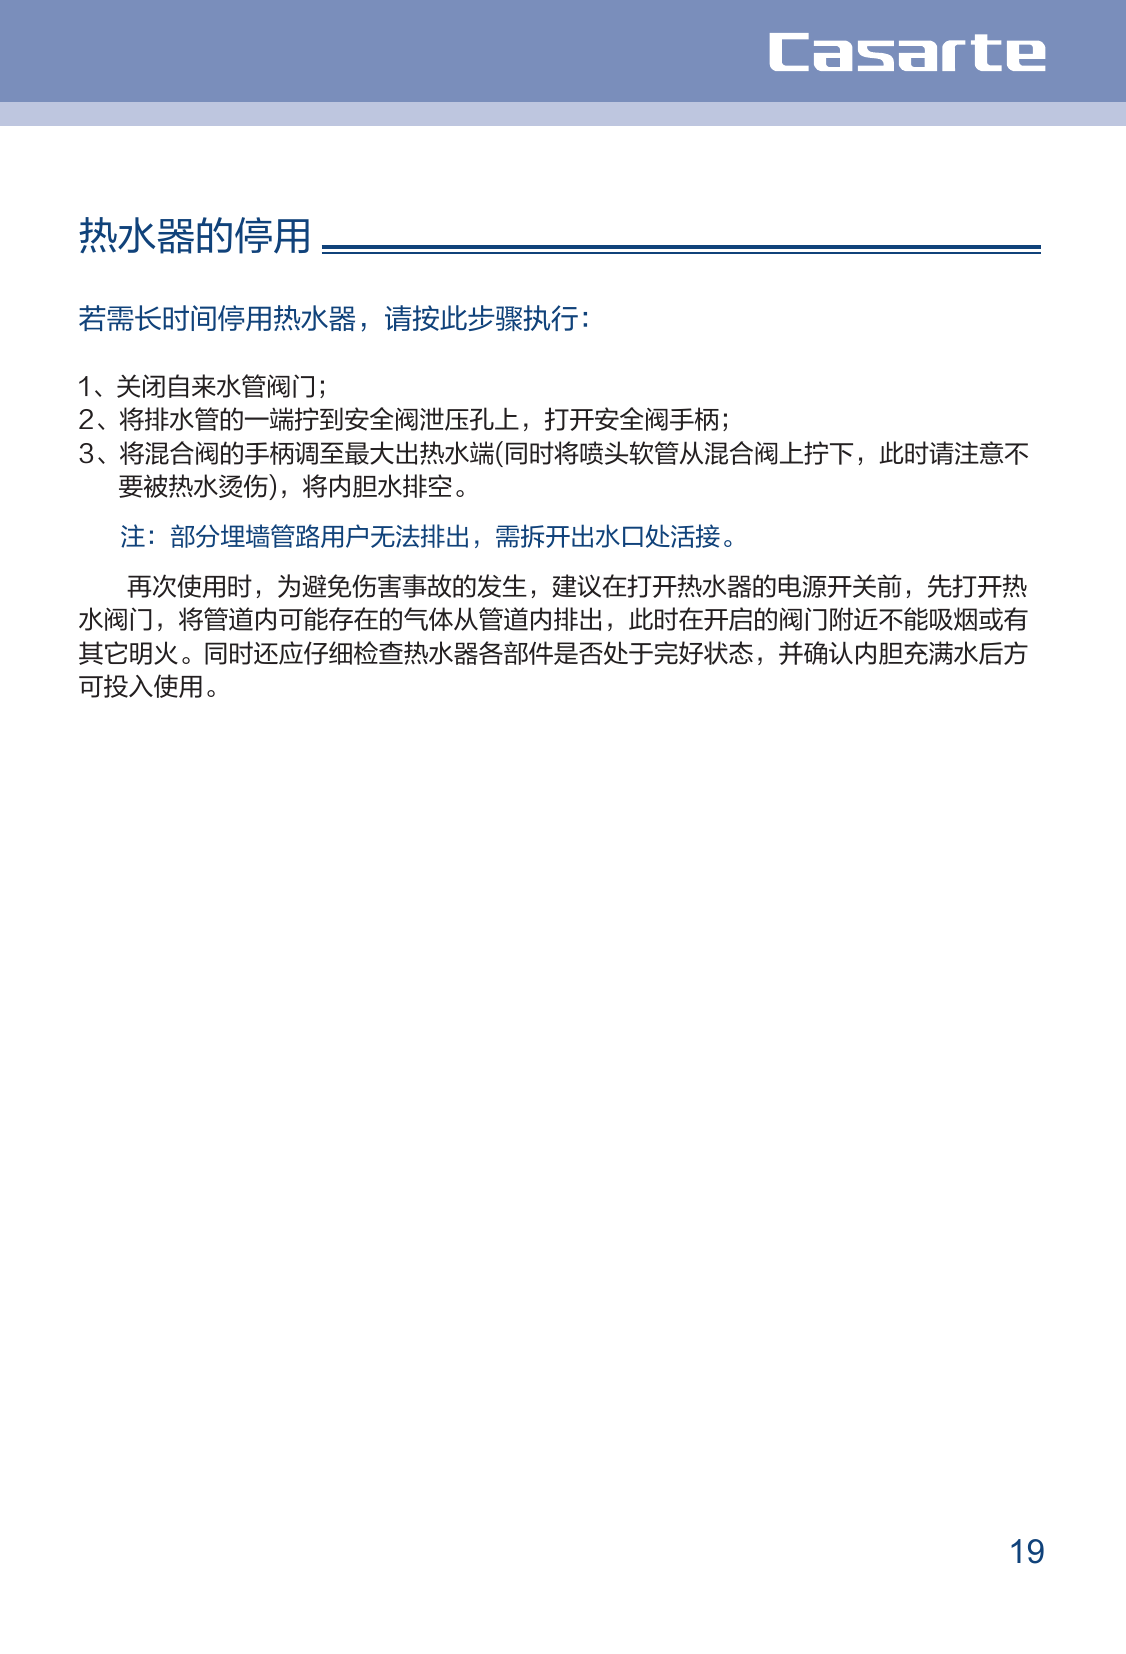 Casarte
热水器的停用
若需长时间停用热水器，请按此步骤执行：
1、关闭自来水管阀门；
2、将排水管的一端拧到安全阀泄压孔上，打开安全阀手柄；
3、将混合阀的手柄调至最大出热水端(同时将喷头软管从混合阀上拧下，此时请注意不
要被热水烫伤)，将内胆水排空。
注：部分埋墙管路用户无法排出，需拆开出水口处活接。
再次使用时，为避免伤害事故的发生，建议在打开热水器的电源开关前，先打开热
水阀门，将管道内可能存在的气体从管道内排出，此时在开启的阀门附近不能吸烟或有
其它明火。同时还应仔细检查热水器各部件是否处于完好状态，并确认内胆充满水后方
可投入使用。
19